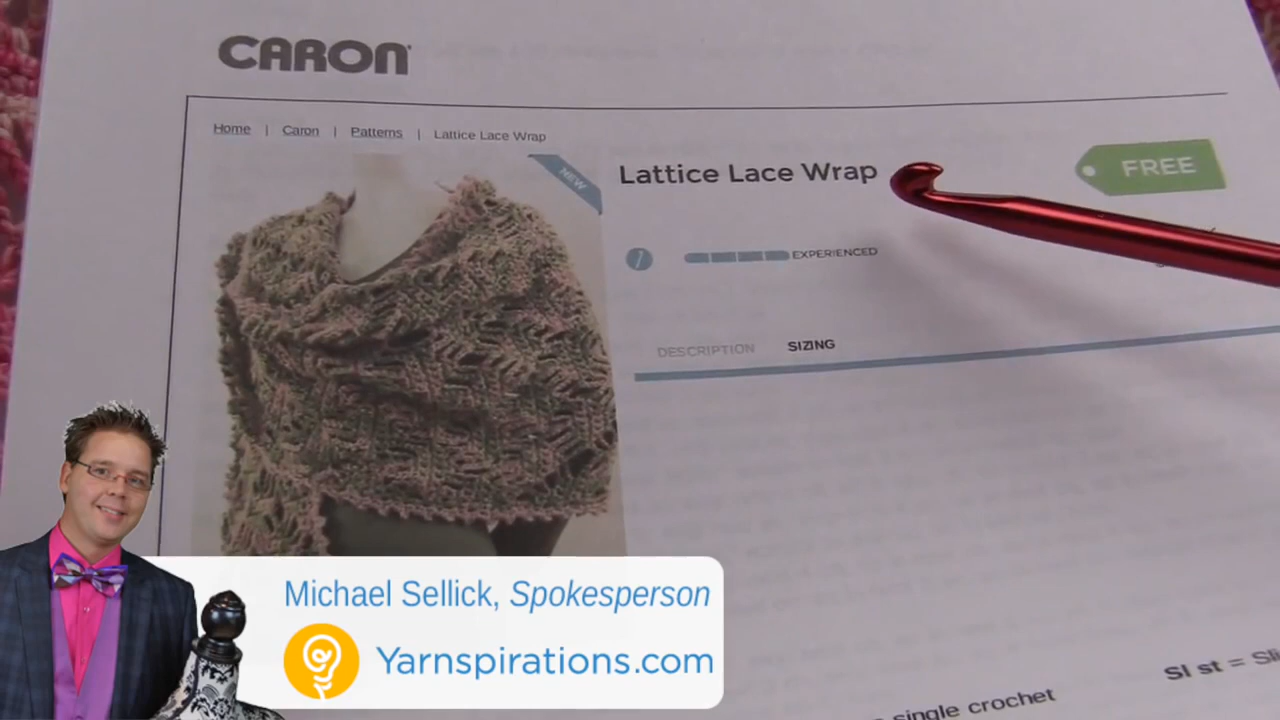 CARON
Home | Caron | Patterns | Lattice Lace Wrap
NEW
Lattice Lace Wrap
FREE
EXPERIENCED
DESCRIPTION SIZING
Michael Sellick, Spokesperson
Yarnspirations.com
Sl st =
single crochet